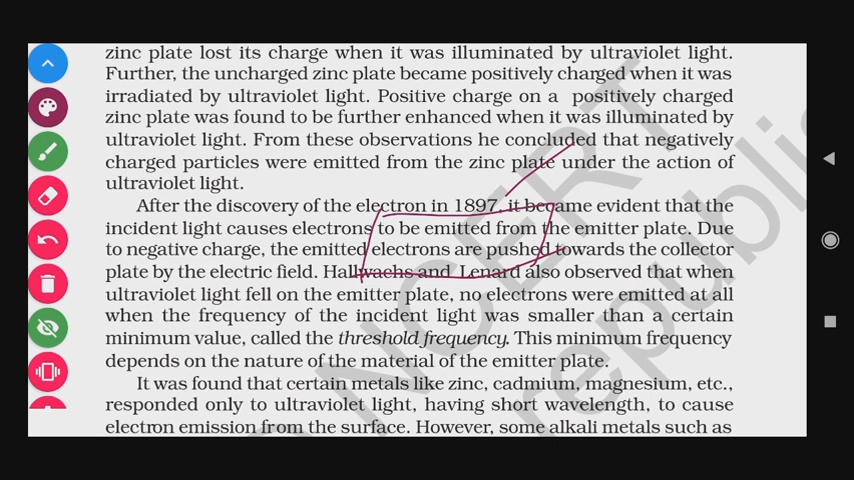 zinc plate lost its charge when it was illuminated by ultraviolet light.
Further, the uncharged zinc plate became positively charged when it was
irradiated by ultraviolet light. Positive charge on a positively charged
zinc plate was found to be further enhanced when it was illuminated by
ultraviolet light. From these observations he concluded that negatively
charged particles were emitted from the zinc plate under the action of
ultraviolet light.
After the discovery of the electron in 1897, it became evident that the
incident light causes electrons to be emitted from the emitter plate. Due
to negative charge, the emitted electrons are pushed towards the collector
plate by the electric field. Hallwachs and Lenard also observed that when
ultraviolet light fell on the emitter plate, no electrons were emitted at all
when the frequency of the incident light was smaller than a certain
minimum value, called the threshold frequency. This minimum frequency
depends on the nature of the material of the emitter plate.
It was found that certain metals like zinc, cadmium, magnesium, etc.,
responded only to ultraviolet light, having short wavelength, to cause
electron emission from the surface. However, some alkali metals such as
NCERT
republis